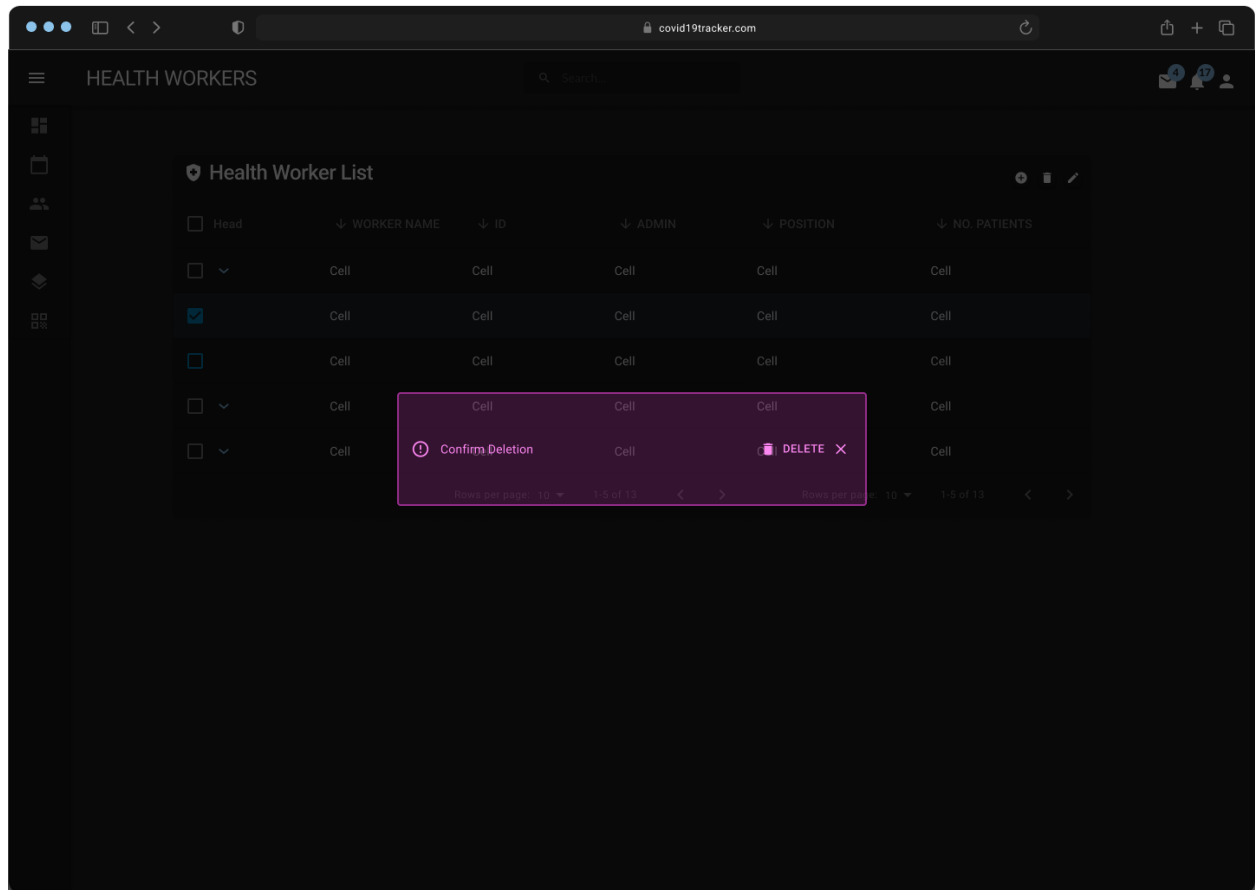 covid19tracker.com
HEALTH WORKERS
Search...
4
17
Health Worker List
Head WORKER NAME ID ADMIN POSITION NO. PATIENTS
Cell Cell Cell Cell Cell
Cell Cell Cell Cell Cell
Cell Cell Cell Cell Cell
Cell Cell Cell Cell Cell
Cell Cell Cell Cell Cell
Confirm Deletion DELETE
Rows per page: 10 1-5 of 13 Rows per page: 10 1-5 of 13